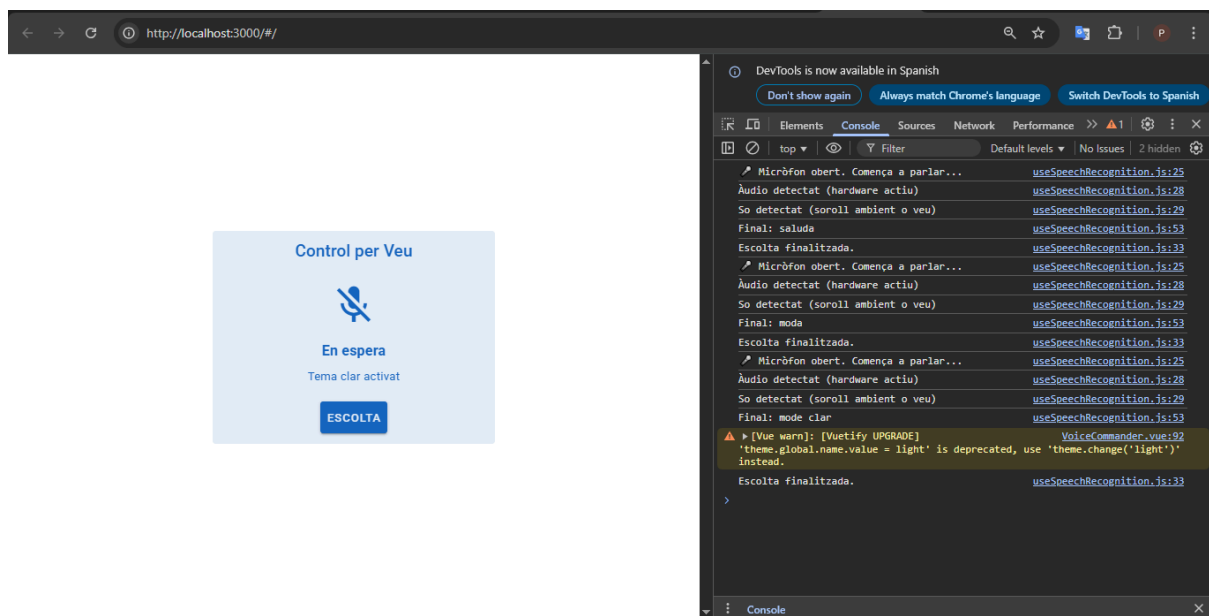 http://localhost:3000/#/
P
Control per Veu
En espera
Tema clar activat
ESCOLTA
DevTools is now available in Spanish
Don't show again
Always match Chrome's language
Switch DevTools to Spanish
Elements Console Sources Network Performance 1
top Filter Default levels No Issues 2 hidden
Micròfon obert. Comença a parlar... useSpeechRecognition.js:25
Àudio detectat (hardware actiu) useSpeechRecognition.js:28
So detectat (soroll ambient o veu) useSpeechRecognition.js:29
Final: saluda useSpeechRecognition.js:53
Escolta finalitzada. useSpeechRecognition.js:33
Micròfon obert. Comença a parlar... useSpeechRecognition.js:25
Àudio detectat (hardware actiu) useSpeechRecognition.js:28
So detectat (soroll ambient o veu) useSpeechRecognition.js:29
Final: moda useSpeechRecognition.js:53
Escolta finalitzada. useSpeechRecognition.js:33
Micròfon obert. Comença a parlar... useSpeechRecognition.js:25
Àudio detectat (hardware actiu) useSpeechRecognition.js:28
So detectat (soroll ambient o veu) useSpeechRecognition.js:29
Final: mode clar useSpeechRecognition.js:53
[Vue warn]: [Vuetify UPGRADE] VoiceCommander.vue:92
'theme.global.name.value = light' is deprecated, use 'theme.change('light')'
instead.
Escolta finalitzada. useSpeechRecognition.js:33
Console